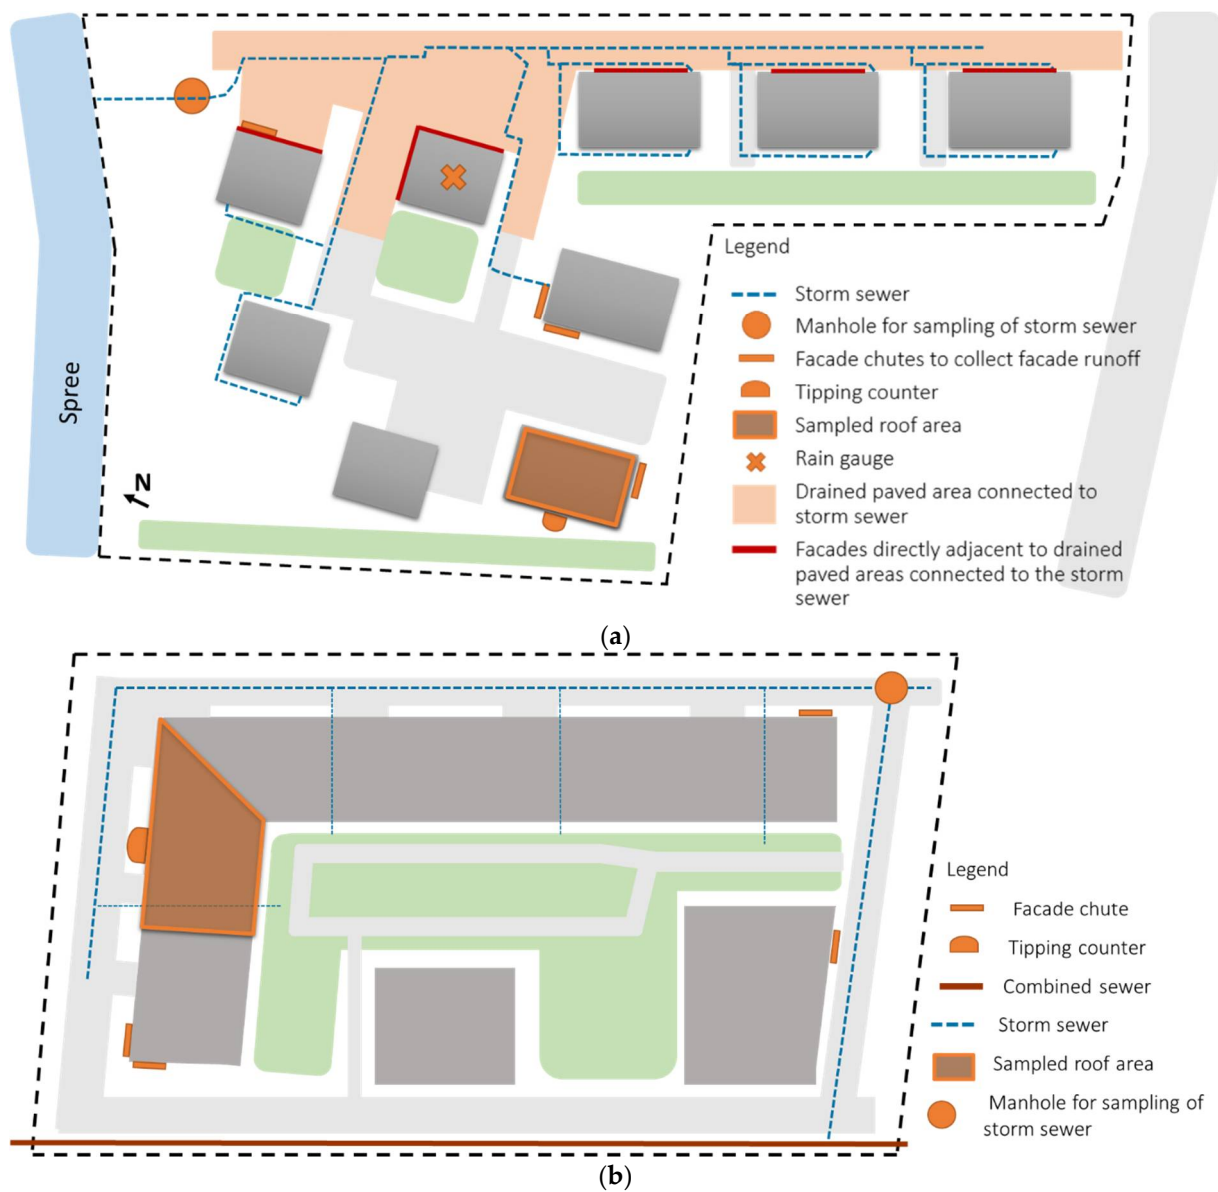 Legend
Storm sewer
Manhole for sampling of storm sewer
Facade chutes to collect facade runoff
Tipping counter
Sampled roof area
Rain gauge
Drained paved area connected to
storm sewer
Facades directly adjacent to drained
paved areas connected to the storm
sewer
Spree
N
(a)
Legend
Facade chute
Tipping counter
Combined sewer
Storm sewer
Sampled roof area
Manhole for sampling of
storm sewer
(b)